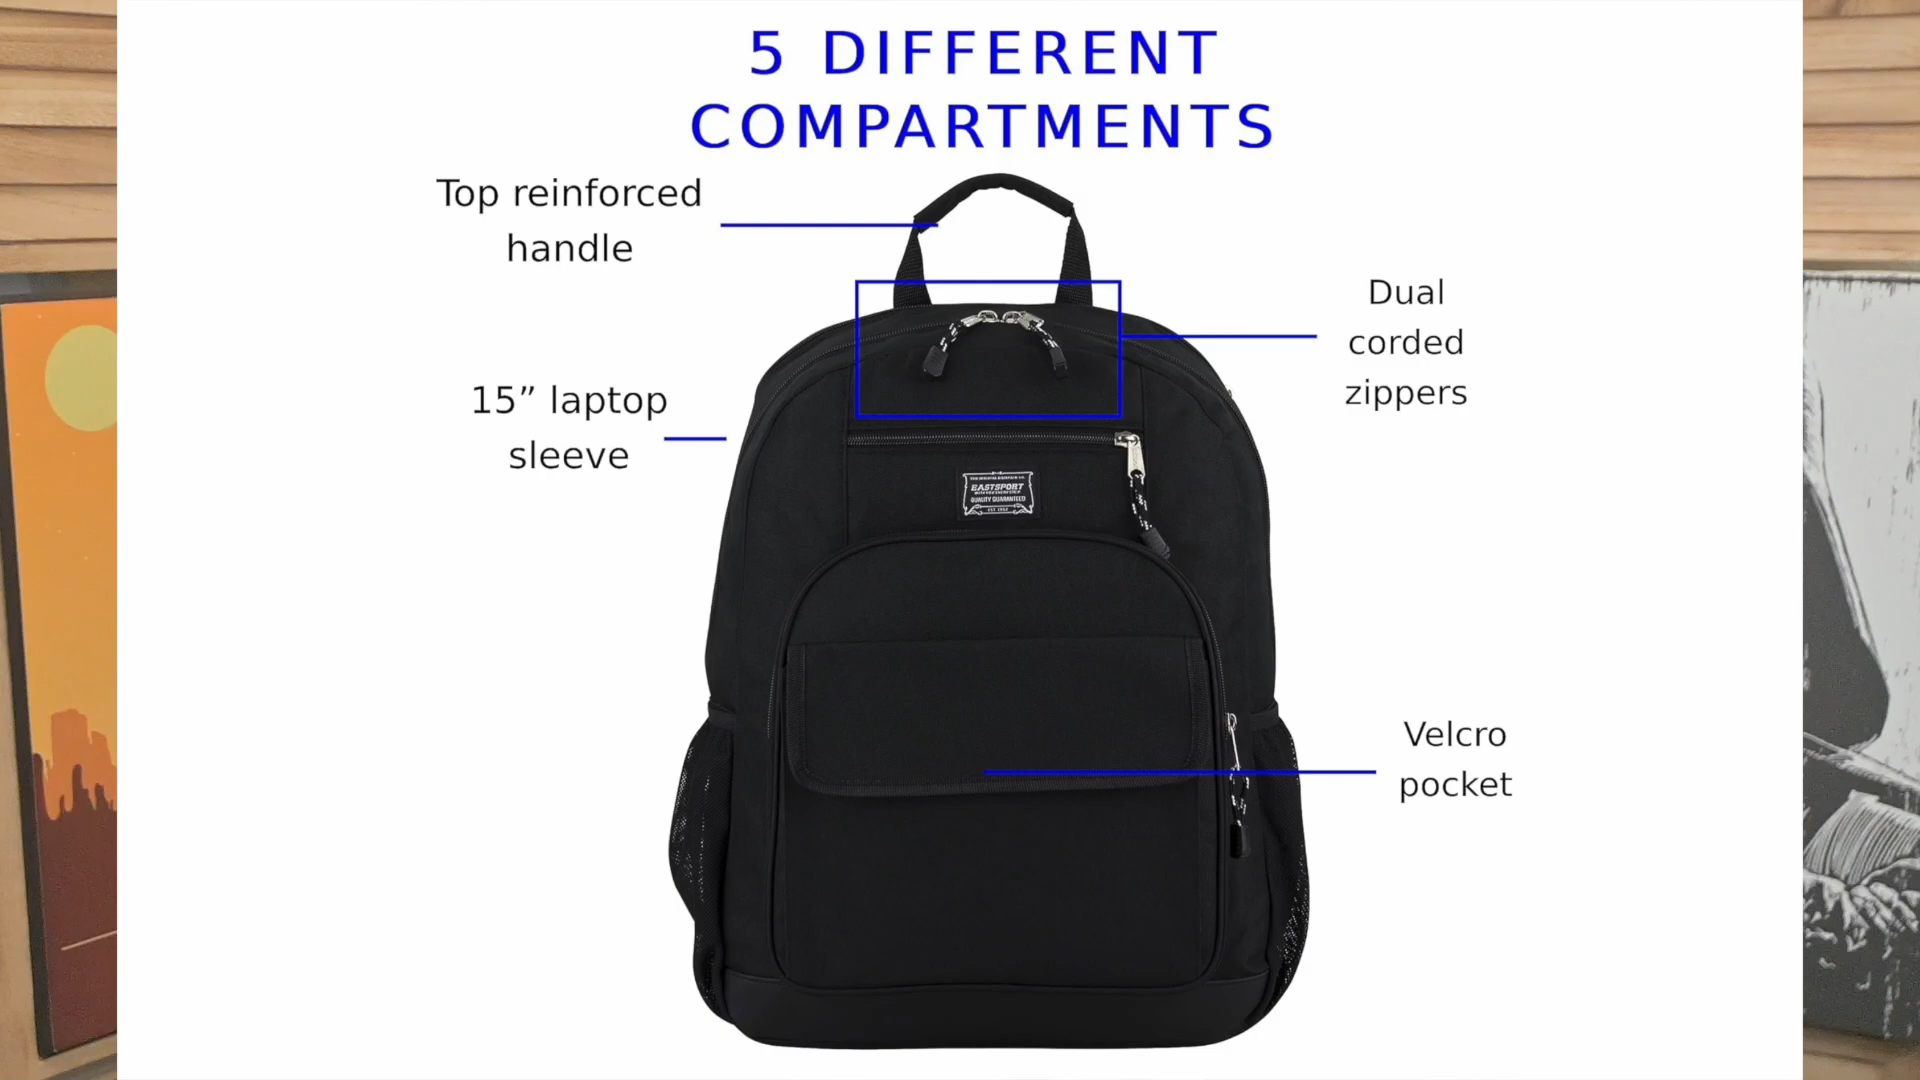 5 DIFFERENT
COMPARTMENTS
Top reinforced
handle
Dual
corded
zippers
15” laptop
sleeve
EASTSPORT
QUALITY GUARANTEED
Velcro
pocket